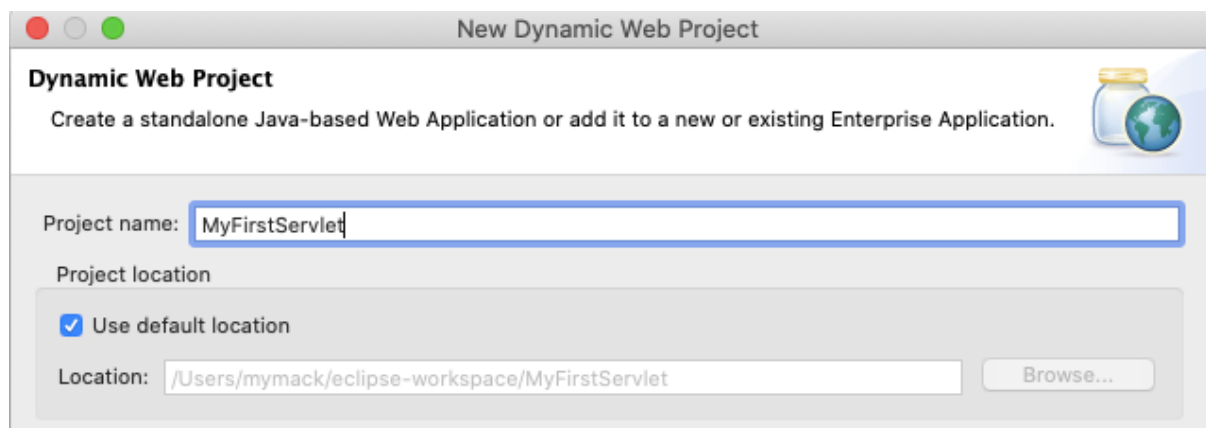 New Dynamic Web Project
Dynamic Web Project
Create a standalone Java-based Web Application or add it to a new or existing Enterprise Application.
Project name: MyFirstServlet
Project location
Use default location
Location: /Users/mymack/eclipse-workspace/MyFirstServlet Browse...